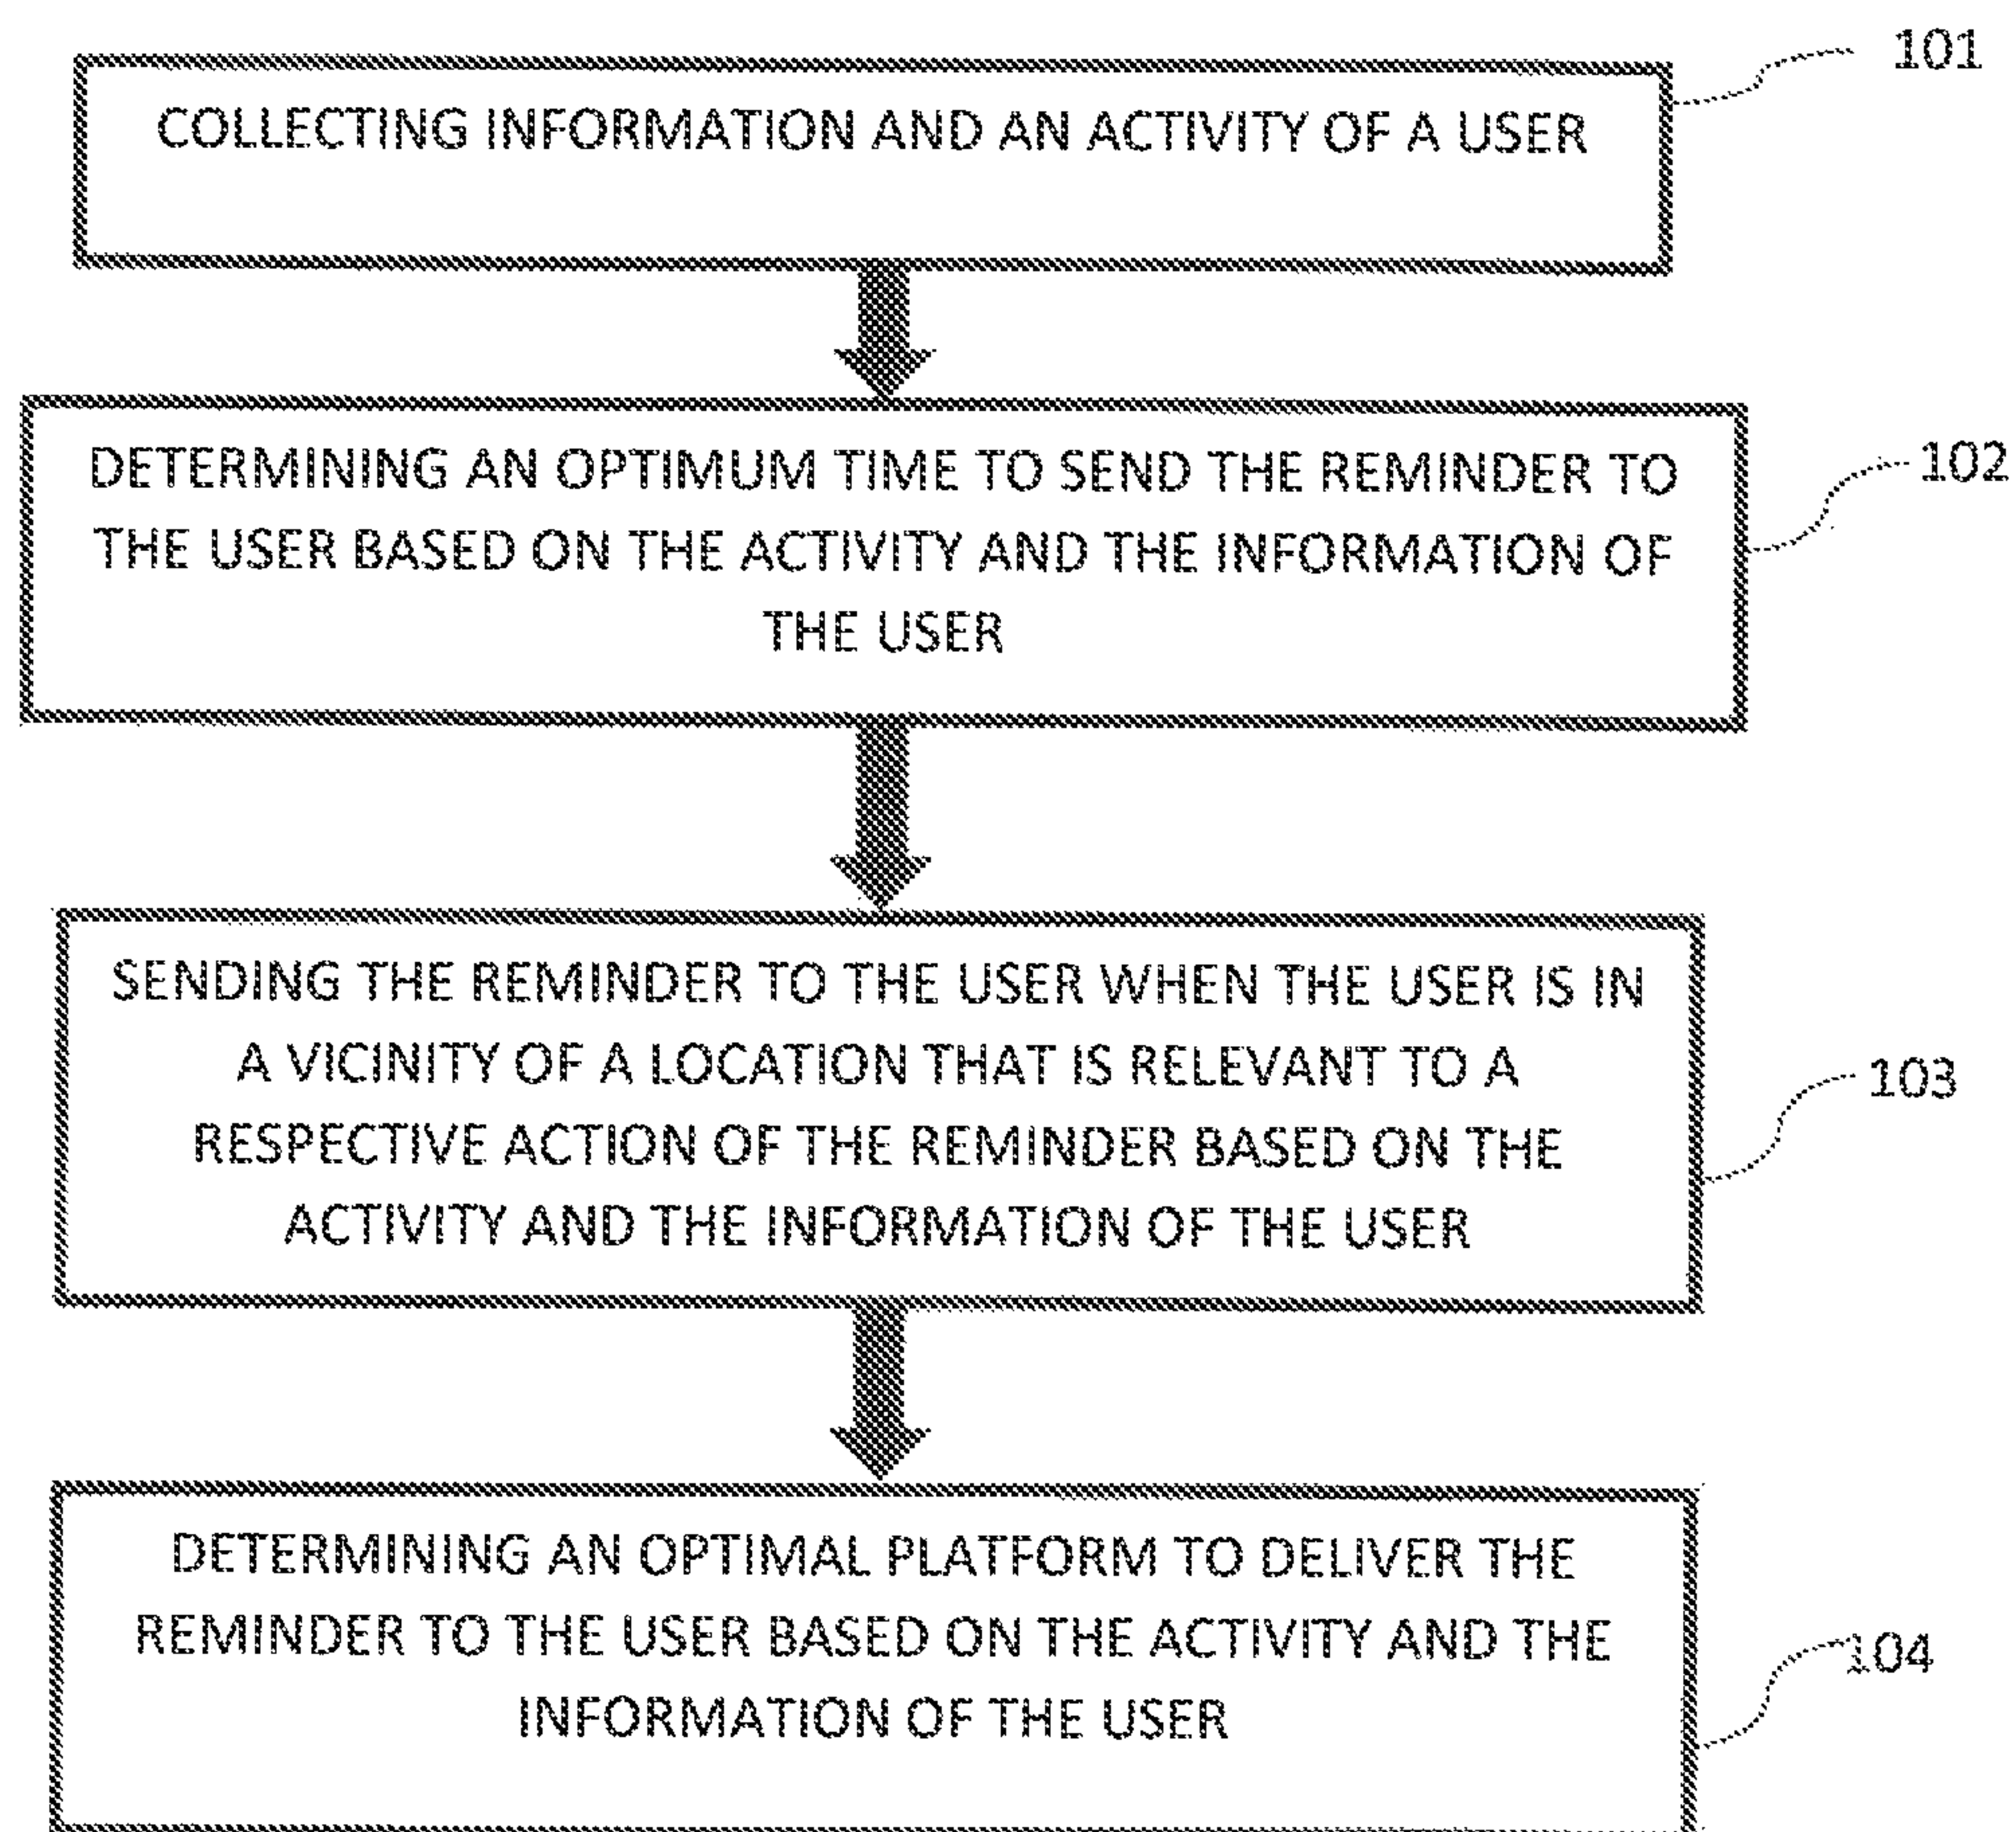 101
COLLECTING INFORMATION AND AN ACTIVITY OF A USER
102
DETERMINING AN OPTIMUM TIME TO SEND THE REMINDER TO
THE USER BASED ON THE ACTIVITY AND THE INFORMATION OF
THE USER
SENDING THE REMINDER TO THE USER WHEN THE USER IS IN
A VICINITY OF A LOCATION THAT IS RELEVANT TO A
103
RESPECTIVE ACTION OF THE REMINDER BASED ON THE
ACTIVITY AND THE INFORMATION OF THE USER
DETERMINING AN OPTIMAL PLATFORM TO DELIVER THE
REMINDER TO THE USER BASED ON THE ACTIVITY AND THE
104
INFORMATION OF THE USER